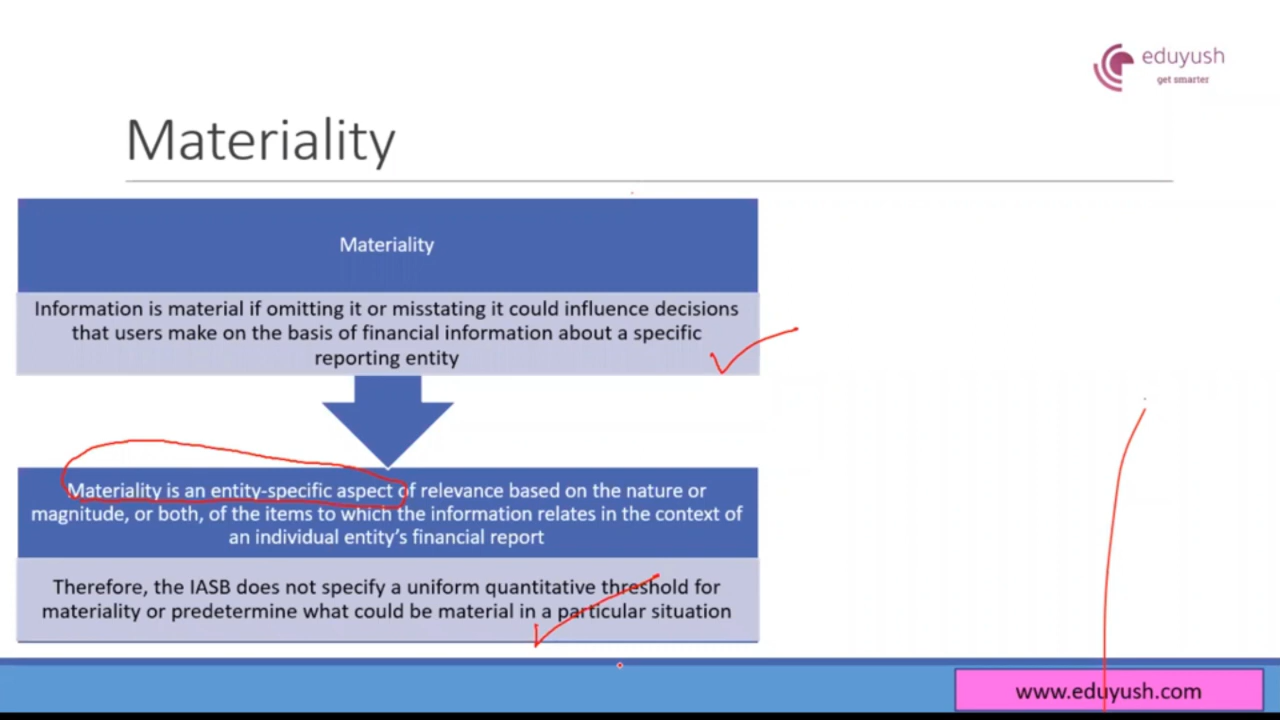 eduyush
get smarter
Materiality
Materiality
Information is material if omitting it or misstating it could influence decisions
that users make on the basis of financial information about a specific
reporting entity
Materiality is an entity-specific aspect of relevance based on the nature or
magnitude, or both, of the items to which the information relates in the context of
an individual entity’s financial report
Therefore, the IASB does not specify a uniform quantitative threshold for
materiality or predetermine what could be material in a particular situation
www.eduyush.com